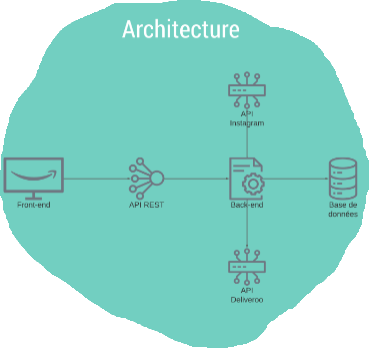 Architecture
API
Instagram
Front-end
API REST
Back-end
Base de
données
API
Deliveroo